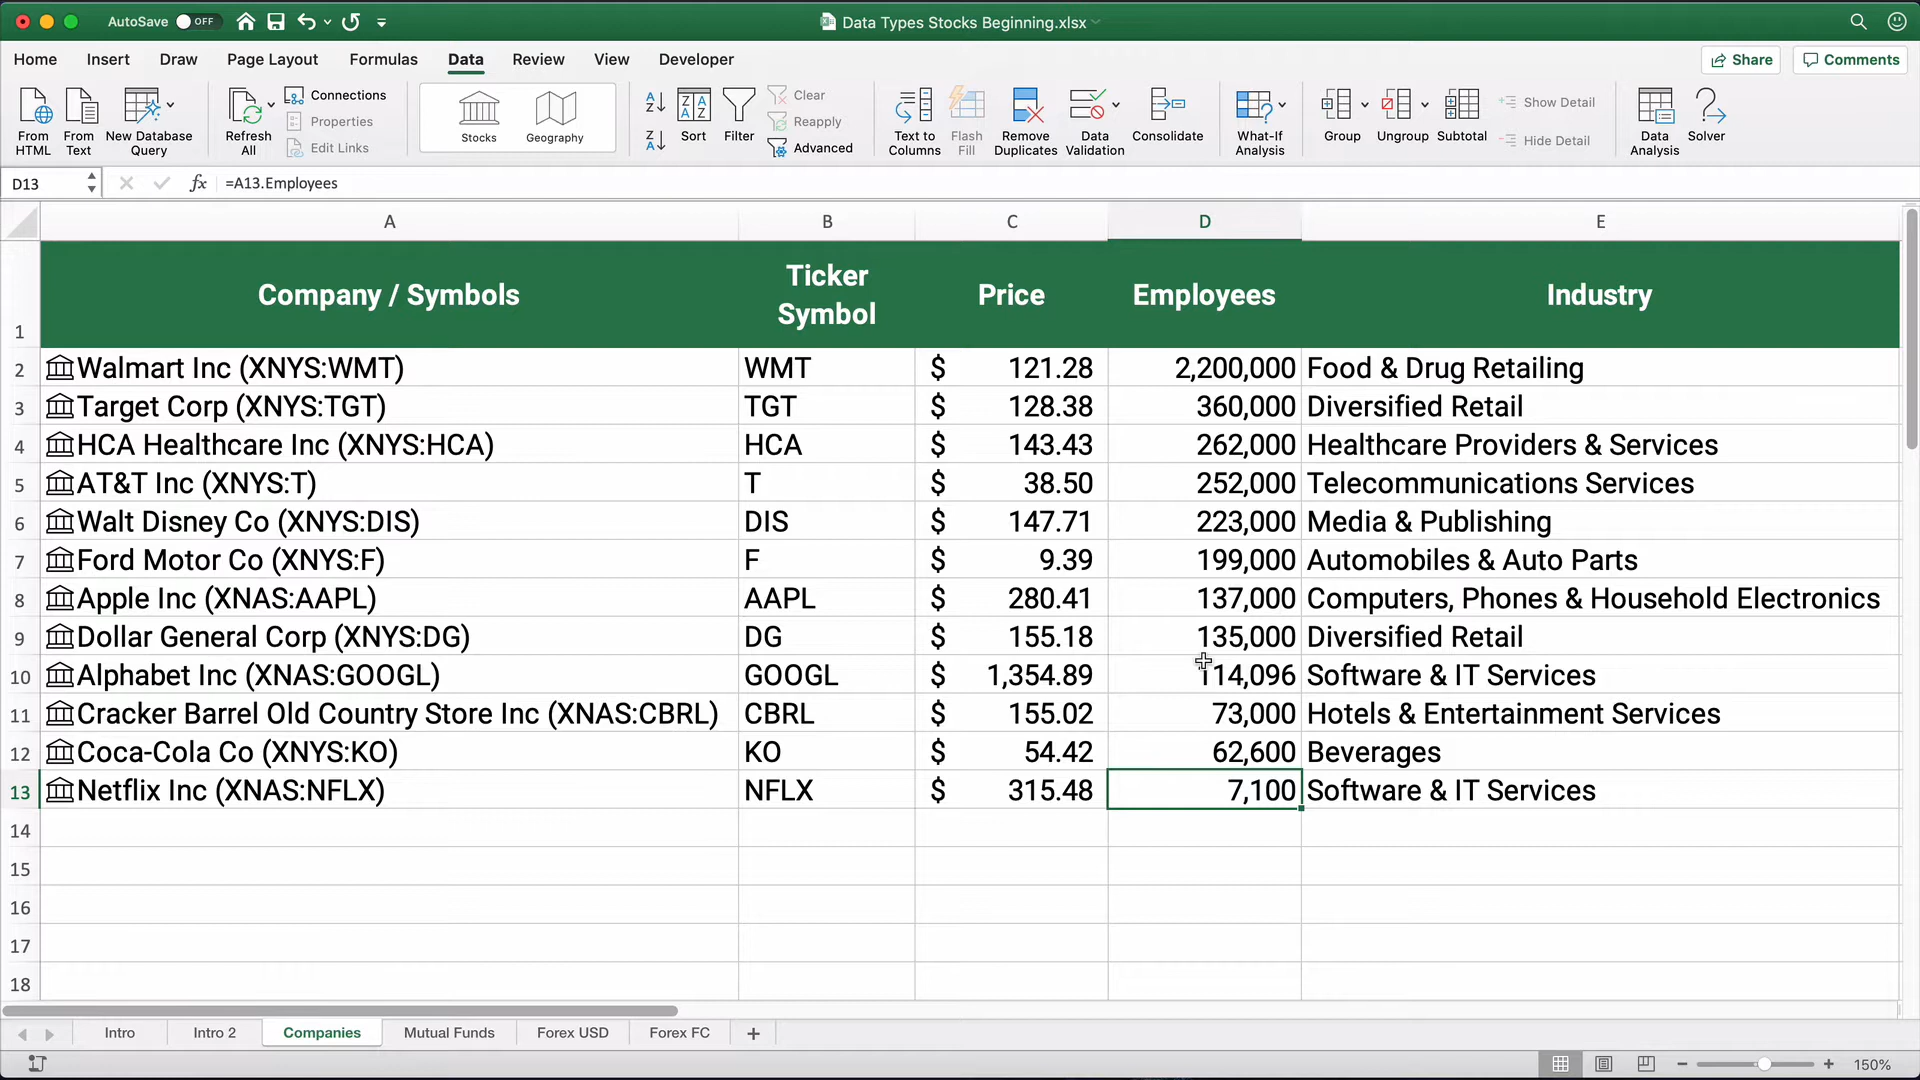 AutoSave OFF
Data Types Stocks Beginning.xlsx
Home Insert Draw Page Layout Formulas Data Review View Developer Share Comments
From HTML
From Text
New Database Query
Refresh All
Connections
Properties
Edit Links
Stocks
Geography
Sort
Filter
Clear
Reapply
Advanced
Text to Columns
Flash Fill
Remove Duplicates
Data Validation
Consolidate
What-If Analysis
Group
Ungroup
Subtotal
Show Detail
Hide Detail
Data Analysis
Solver
D13 fx =A13.Employees
A B C D E
1 Company / Symbols Ticker Symbol Price Employees Industry
2 Walmart Inc (XNYS:WMT) WMT $ 121.28 2,200,000 Food & Drug Retailing
3 Target Corp (XNYS:TGT) TGT $ 128.38 360,000 Diversified Retail
4 HCA Healthcare Inc (XNYS:HCA) HCA $ 143.43 262,000 Healthcare Providers & Services
5 AT&T Inc (XNYS:T) T $ 38.50 252,000 Telecommunications Services
6 Walt Disney Co (XNYS:DIS) DIS $ 147.71 223,000 Media & Publishing
7 Ford Motor Co (XNYS:F) F $ 9.39 199,000 Automobiles & Auto Parts
8 Apple Inc (XNAS:AAPL) AAPL $ 280.41 137,000 Computers, Phones & Household Electronics
9 Dollar General Corp (XNYS:DG) DG $ 155.18 135,000 Diversified Retail
10 Alphabet Inc (XNAS:GOOGL) GOOGL $ 1,354.89 114,096 Software & IT Services
11 Cracker Barrel Old Country Store Inc (XNAS:CBRL) CBRL $ 155.02 73,000 Hotels & Entertainment Services
12 Coca-Cola Co (XNYS:KO) KO $ 54.42 62,600 Beverages
13 Netflix Inc (XNAS:NFLX) NFLX $ 315.48 7,100 Software & IT Services
14
15
16
17
18
Intro Intro 2 Companies Mutual Funds Forex USD Forex FC +
150%